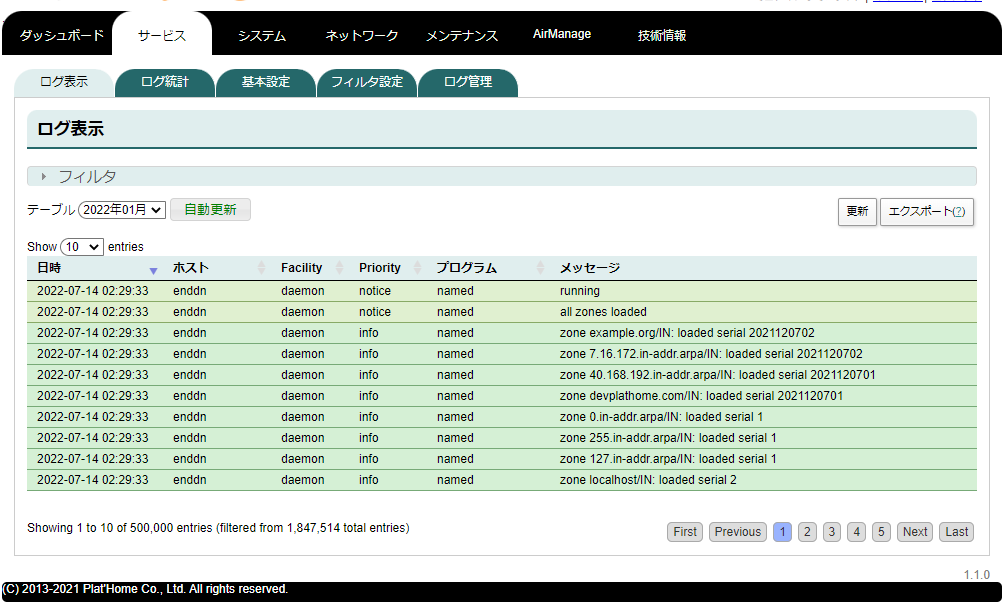 ダッシュボード サービス システム ネットワーク メンテナンス AirManage 技術情報
ログ表示 ログ統計 基本設定 フィルタ設定 ログ管理
ログ表示
フィルタ
テーブル 2022年01月 自動更新 更新 エクスポート(?)
Show 10 entries
日時 ホスト Facility Priority プログラム メッセージ
2022-07-14 02:29:33 enddn daemon notice named running
2022-07-14 02:29:33 enddn daemon notice named all zones loaded
2022-07-14 02:29:33 enddn daemon info named zone example.org/IN: loaded serial 2021120702
2022-07-14 02:29:33 enddn daemon info named zone 7.16.172.in-addr.arpa/IN: loaded serial 2021120702
2022-07-14 02:29:33 enddn daemon info named zone 40.168.192.in-addr.arpa/IN: loaded serial 2021120701
2022-07-14 02:29:33 enddn daemon info named zone devplathome.com/IN: loaded serial 2021120701
2022-07-14 02:29:33 enddn daemon info named zone 0.in-addr.arpa/IN: loaded serial 1
2022-07-14 02:29:33 enddn daemon info named zone 255.in-addr.arpa/IN: loaded serial 1
2022-07-14 02:29:33 enddn daemon info named zone 127.in-addr.arpa/IN: loaded serial 1
2022-07-14 02:29:33 enddn daemon info named zone localhost/IN: loaded serial 2
Showing 1 to 10 of 500,000 entries (filtered from 1,847,514 total entries) First Previous 1 2 3 4 5 Next Last
1.1.0
(C) 2013-2021 Plat'Home Co., Ltd. All rights reserved.